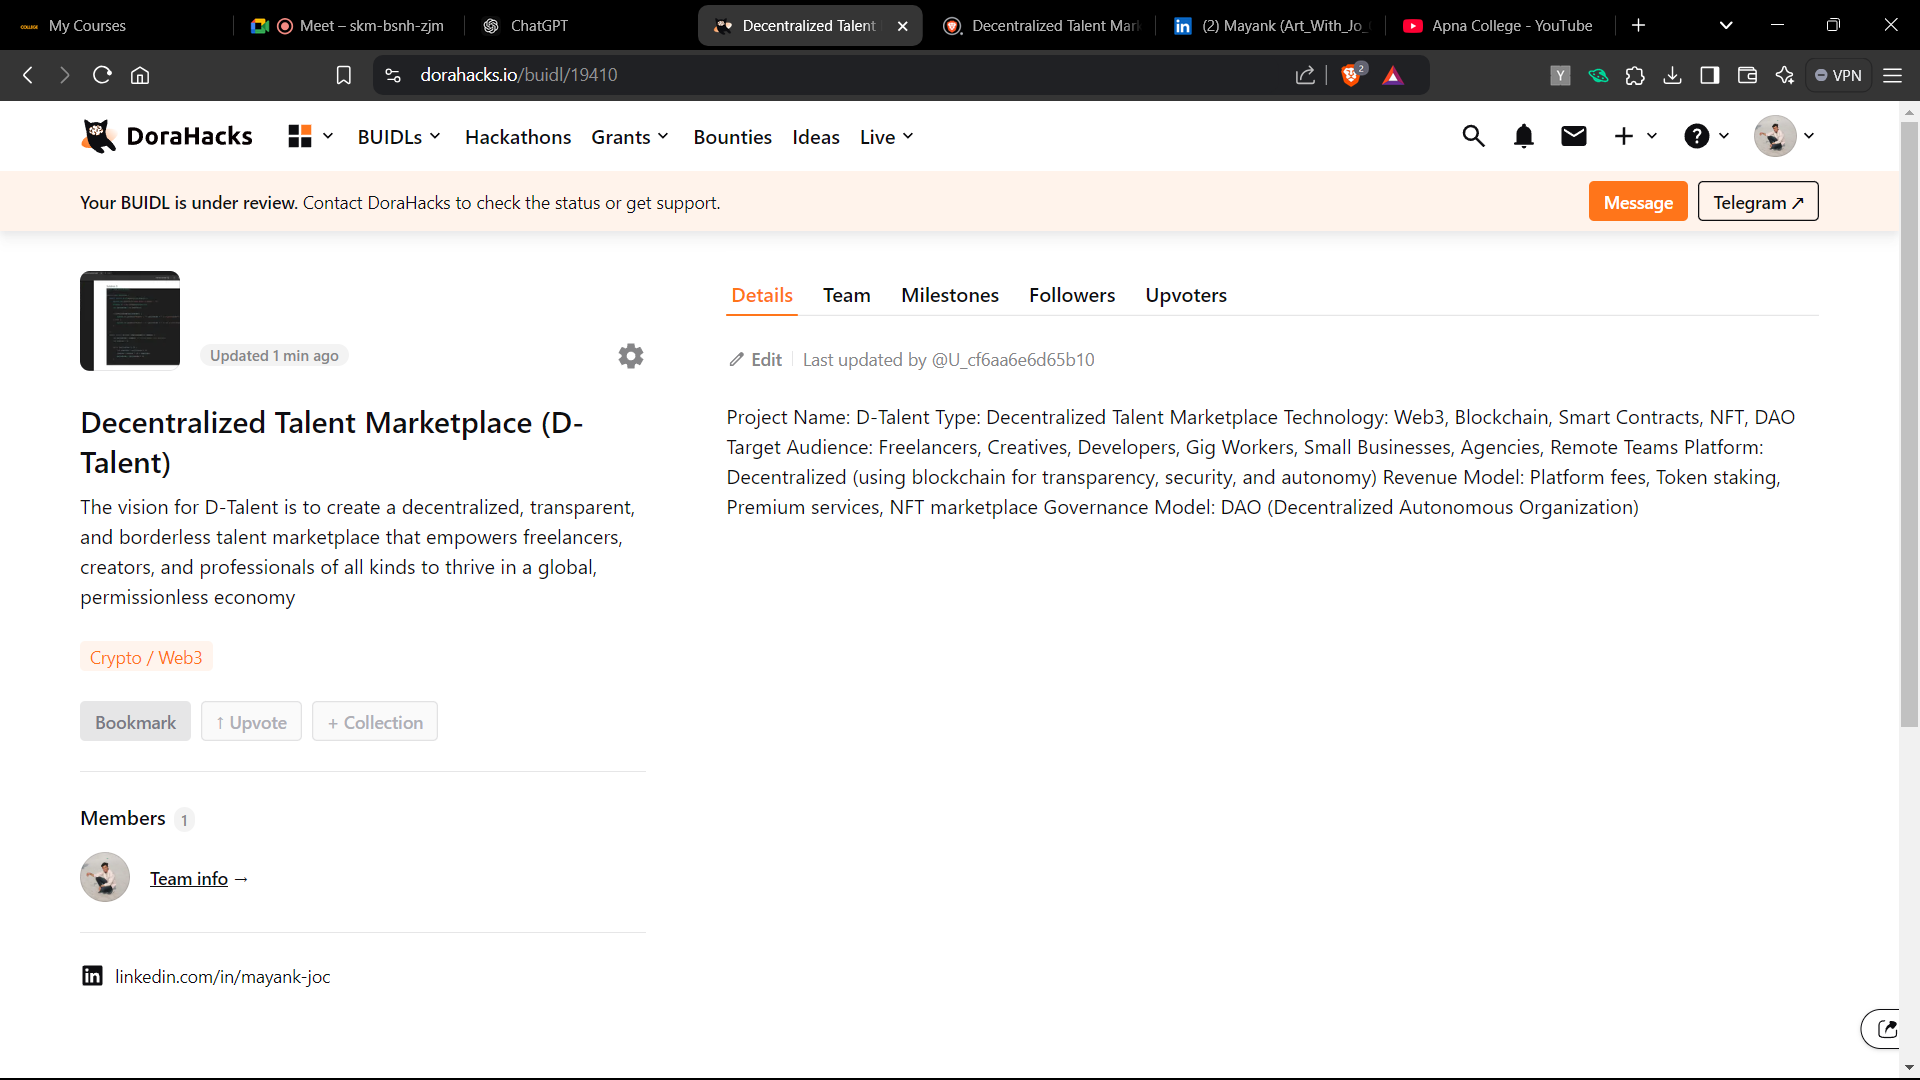 COLLEGE My Courses
Meet – skm-bsnh-zjm
ChatGPT
Decentralized Talent
Decentralized Talent Mark
(2) Mayank (Art_With_Jo_
Apna College - YouTube
dorahacks.io/buidl/19410
2
Y
VPN
DoraHacks
BUIDLs
Hackathons
Grants
Bounties
Ideas
Live
Your BUIDL is under review. Contact DoraHacks to check the status or get support.
Message
Telegram ↗
Updated 1 min ago
Decentralized Talent Marketplace (D-
Talent)
The vision for D-Talent is to create a decentralized, transparent,
and borderless talent marketplace that empowers freelancers,
creators, and professionals of all kinds to thrive in a global,
permissionless economy
Crypto / Web3
Bookmark
↑ Upvote
+ Collection
Members 1
Team info →
linkedin.com/in/mayank-joc
Details
Team
Milestones
Followers
Upvoters
Edit
Last updated by @U_cf6aa6e6d65b10
Project Name: D-Talent Type: Decentralized Talent Marketplace Technology: Web3, Blockchain, Smart Contracts, NFT, DAO
Target Audience: Freelancers, Creatives, Developers, Gig Workers, Small Businesses, Agencies, Remote Teams Platform:
Decentralized (using blockchain for transparency, security, and autonomy) Revenue Model: Platform fees, Token staking,
Premium services, NFT marketplace Governance Model: DAO (Decentralized Autonomous Organization)